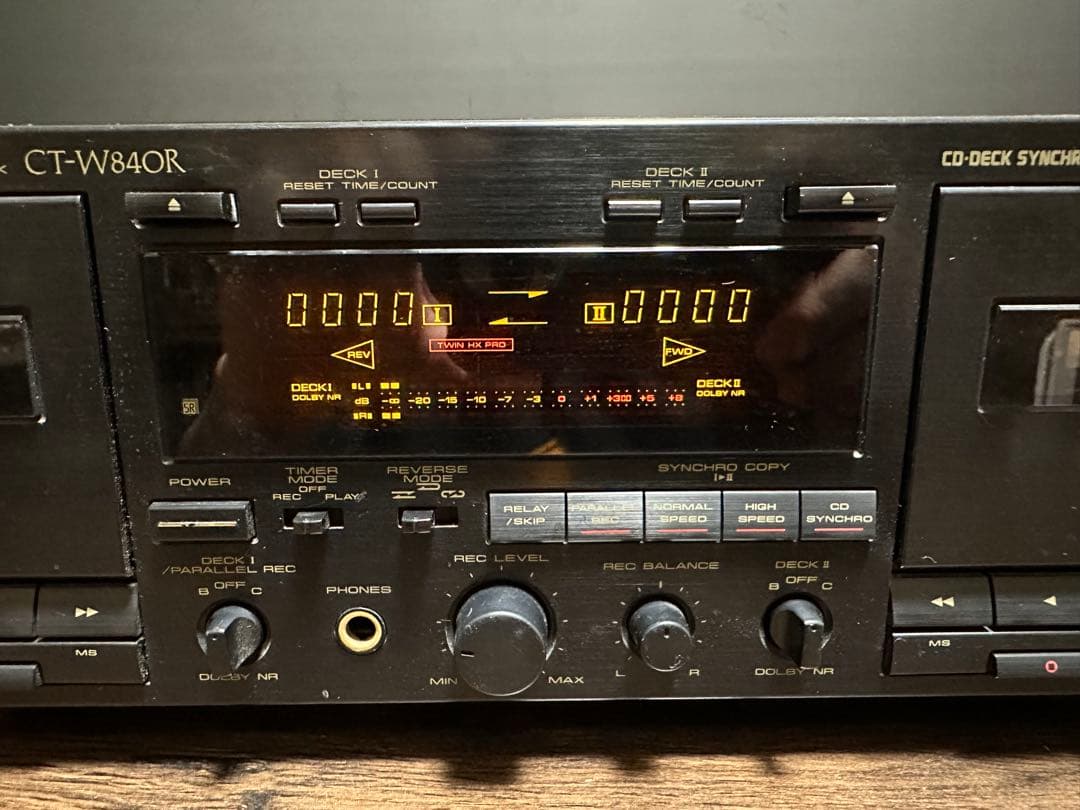 CT-W840R
CD-DECK SYNCHR
DECK I
RESET TIME/COUNT
DECK II
RESET TIME/COUNT
0000 I
II 0000
REV
TWIN HX PRO
FWD
DECK I
DOLBY NR
L
dB -∞ -20 -15 -10 -7 -3 0 +1 +3 +5 +8
R
DECK II
DOLBY NR
SR
POWER
TIMER
MODE
OFF
REC PLAY
REVERSE
MODE
SYNCHRO COPY
I▶II
RELAY
/SKIP
PARALLEL
REC
NORMAL
SPEED
HIGH
SPEED
CD
SYNCHRO
DECK I
/PARALLEL REC
OFF
B C
DOLBY NR
PHONES
REC LEVEL
MIN MAX
REC BALANCE
L R
DECK II
OFF
B C
DOLBY NR
MS
MS